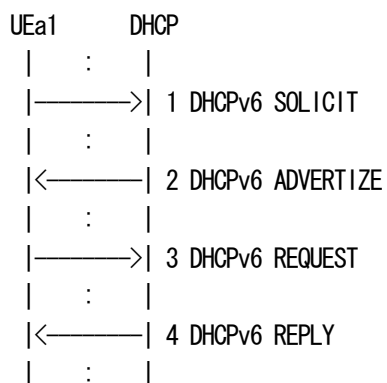 UEa1 DHCP
| : |
|--------->| 1 DHCPv6 SOLICIT
| : |
|<---------| 2 DHCPv6 ADVERTIZE
| : |
|--------->| 3 DHCPv6 REQUEST
| : |
|<---------| 4 DHCPv6 REPLY
| : |